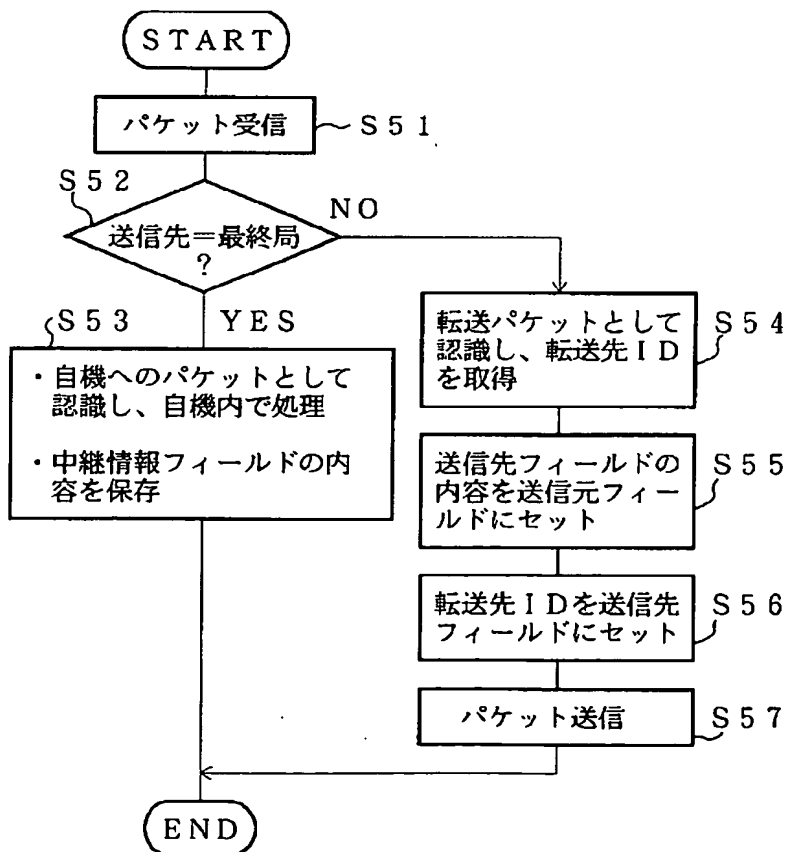 START
パケット受信
S51
S52
送信先＝最終局
?
NO
YES
S53
・自機へのパケットとして
認識し、自機内で処理
・中継情報フィールドの内
容を保存
転送パケットとして
認識し、転送先ID
を取得
S54
送信先フィールドの
内容を送信元フィー
ルドにセット
S55
転送先IDを送信先
フィールドにセット
S56
パケット送信
S57
END